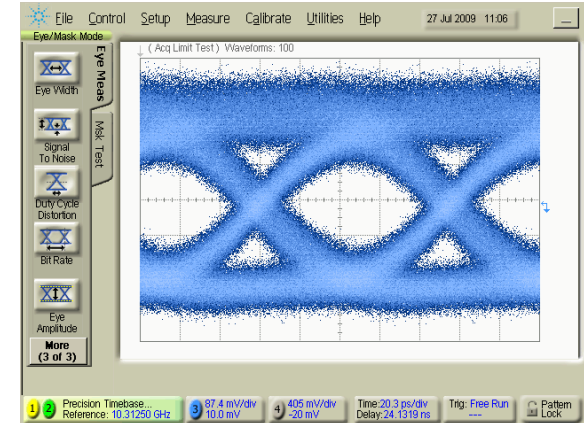 File Control Setup Measure Calibrate Utilities Help 27 Jul 2009 11:06
Eye/Mask Mode
( Acq Limit Test ) Waveforms: 100
Eye Meas
Msk Test
Eye Width
Signal
To Noise
Duty Cycle
Distortion
Bit Rate
Eye
Amplitude
More
(3 of 3)
1 2 Precision Timebase...
Reference: 10.31250 GHz
3 87.4 mV/div
10.0 mV
4 405 mV/div
-20 mV
Time:20.3 ps/div
Delay:24.1319 ns
Trig: Free Run
---
Pattern
Lock